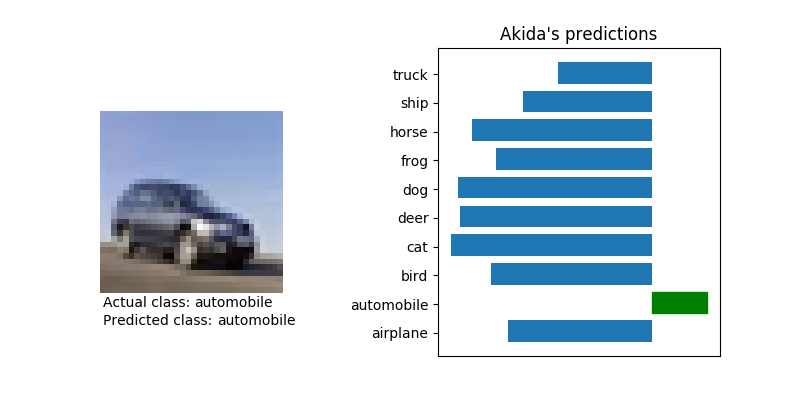 Akida's predictions
truck
ship
horse
frog
dog
deer
cat
bird
automobile
airplane
Actual class: automobile
Predicted class: automobile